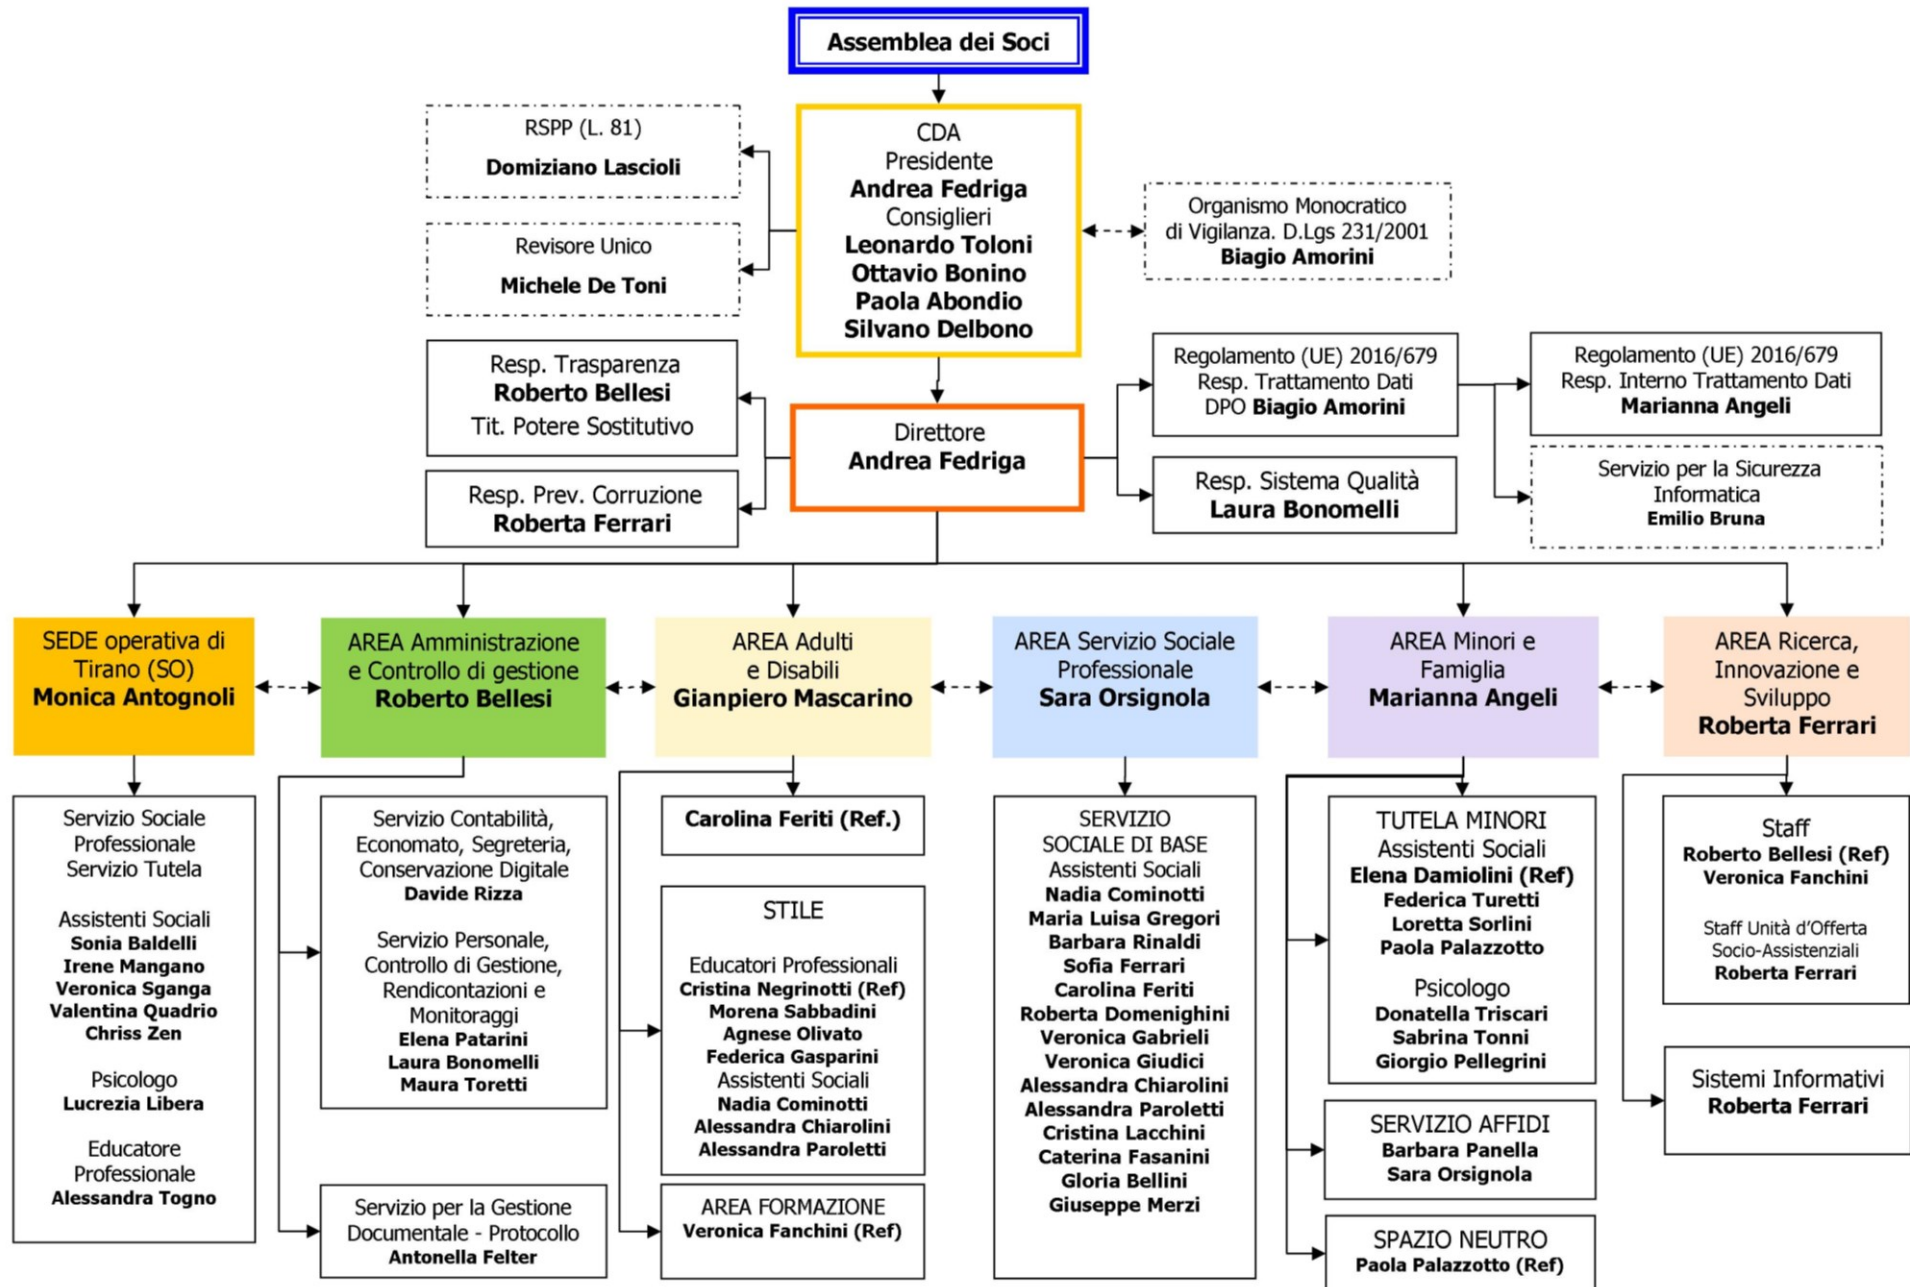 Assemblea dei Soci
RSPP (L. 81)
Domiziano Lascioli
Revisore Unico
Michele De Toni
CDA
Presidente
Andrea Fedriga
Consiglieri
Leonardo Toloni
Ottavio Bonino
Paola Abondio
Silvano Delbono
Organismo Monocratico
di Vigilanza. D.Lgs 231/2001
Biagio Amorini
Resp. Trasparenza
Roberto Bellesi
Tit. Potere Sostitutivo
Resp. Prev. Corruzione
Roberta Ferrari
Direttore
Andrea Fedriga
Regolamento (UE) 2016/679
Resp. Trattamento Dati
DPO Biagio Amorini
Resp. Sistema Qualità
Laura Bonomelli
Regolamento (UE) 2016/679
Resp. Interno Trattamento Dati
Marianna Angeli
Servizio per la Sicurezza
Informatica
Emilio Bruna
SEDE operativa di
Tirano (SO)
Monica Antognoli
AREA Amministrazione
e Controllo di gestione
Roberto Bellesi
AREA Adulti
e Disabili
Gianpiero Mascarino
AREA Servizio Sociale
Professionale
Sara Orsignola
AREA Minori e
Famiglia
Marianna Angeli
AREA Ricerca,
Innovazione e
Sviluppo
Roberta Ferrari
Servizio Sociale
Professionale
Servizio Tutela
Assistenti Sociali
Sonia Baldelli
Irene Mangano
Veronica Sganga
Valentina Quadrio
Chriss Zen
Psicologo
Lucrezia Libera
Educatore
Professionale
Alessandra Togno
Servizio Contabilità,
Economato, Segreteria,
Conservazione Digitale
Davide Rizza
Servizio Personale,
Controllo di Gestione,
Rendicontazioni e
Monitoraggi
Elena Patarini
Laura Bonomelli
Maura Toretti
Servizio per la Gestione
Documentale - Protocollo
Antonella Felter
Carolina Feriti (Ref.)
STILE
Educatori Professionali
Cristina Negrinotti (Ref)
Morena Sabbadini
Agnese Olivato
Federica Gasparini
Assistenti Sociali
Nadia Cominotti
Alessandra Chiarolini
Alessandra Paroletti
AREA FORMAZIONE
Veronica Fanchini (Ref)
SERVIZIO
SOCIALE DI BASE
Assistenti Sociali
Nadia Cominotti
Maria Luisa Gregori
Barbara Rinaldi
Sofia Ferrari
Carolina Feriti
Roberta Domenighini
Veronica Gabrieli
Veronica Giudici
Alessandra Chiarolini
Alessandra Paroletti
Cristina Lacchini
Caterina Fasanini
Gloria Bellini
Giuseppe Merzi
TUTELA MINORI
Assistenti Sociali
Elena Damiolini (Ref)
Federica Turetti
Loretta Sorlini
Paola Palazzotto
Psicologo
Donatella Triscari
Sabrina Tonni
Giorgio Pellegrini
SERVIZIO AFFIDI
Barbara Panella
Sara Orsignola
SPAZIO NEUTRO
Paola Palazzotto (Ref)
Staff
Roberto Bellesi (Ref)
Veronica Fanchini
Staff Unità d’Offerta
Socio-Assistenziali
Roberta Ferrari
Sistemi Informativi
Roberta Ferrari